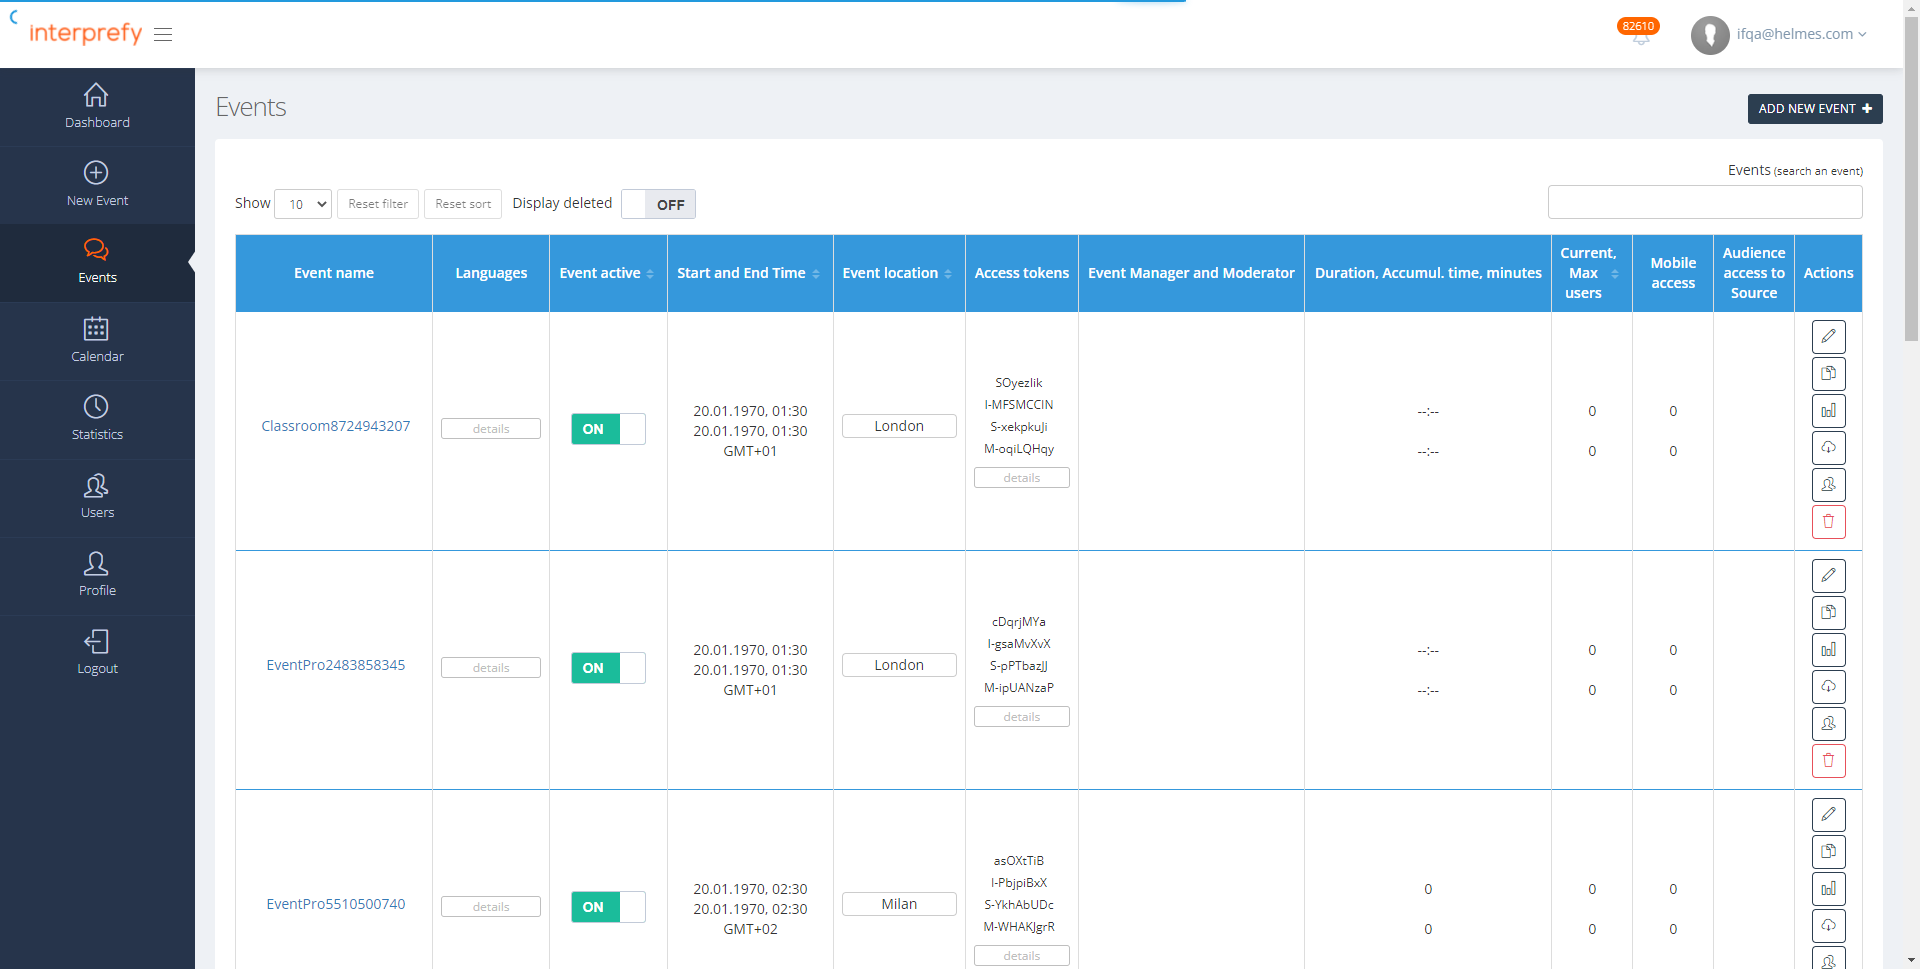 interprefy
82610
ifqa@helmes.com
Dashboard
New Event
Events
Calendar
Statistics
Users
Profile
Logout
Events
ADD NEW EVENT
Events (search an event)
Show 10 Reset filter Reset sort Display deleted OFF
Event name Languages Event active Start and End Time Event location Access tokens Event Manager and Moderator Duration, Accumul. time, minutes Current, Max users Mobile access Audience access to Source Actions
Classroom8724943207
details
ON
20.01.1970, 01:30
20.01.1970, 01:30
GMT+01
London
SOyezlik
I-MFSMCCIN
S-xekpkuJi
M-oqiLQHqy
details
--:--
--:--
0
0
0
0
EventPro2483858345
details
ON
20.01.1970, 01:30
20.01.1970, 01:30
GMT+01
London
cDqrjMYa
I-gsaMvXvX
S-pPTbazJJ
M-ipUANzaP
details
--:--
--:--
0
0
0
0
EventPro5510500740
details
ON
20.01.1970, 02:30
20.01.1970, 02:30
GMT+02
Milan
asOXtTiB
I-PbjpiBxX
S-YkhAbUDc
M-WHAKJgrR
details
0
0
0
0
0
0